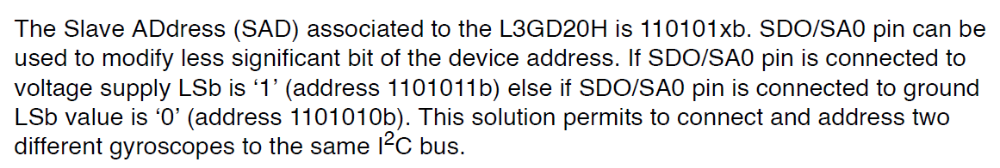 The Slave ADdress (SAD) associated to the L3GD20H is 110101xb. SDO/SA0 pin can be
used to modify less significant bit of the device address. If SDO/SA0 pin is connected to
voltage supply LSb is ‘1’ (address 1101011b) else if SDO/SA0 pin is connected to ground
LSb value is ‘0’ (address 1101010b). This solution permits to connect and address two
different gyroscopes to the same I²C bus.